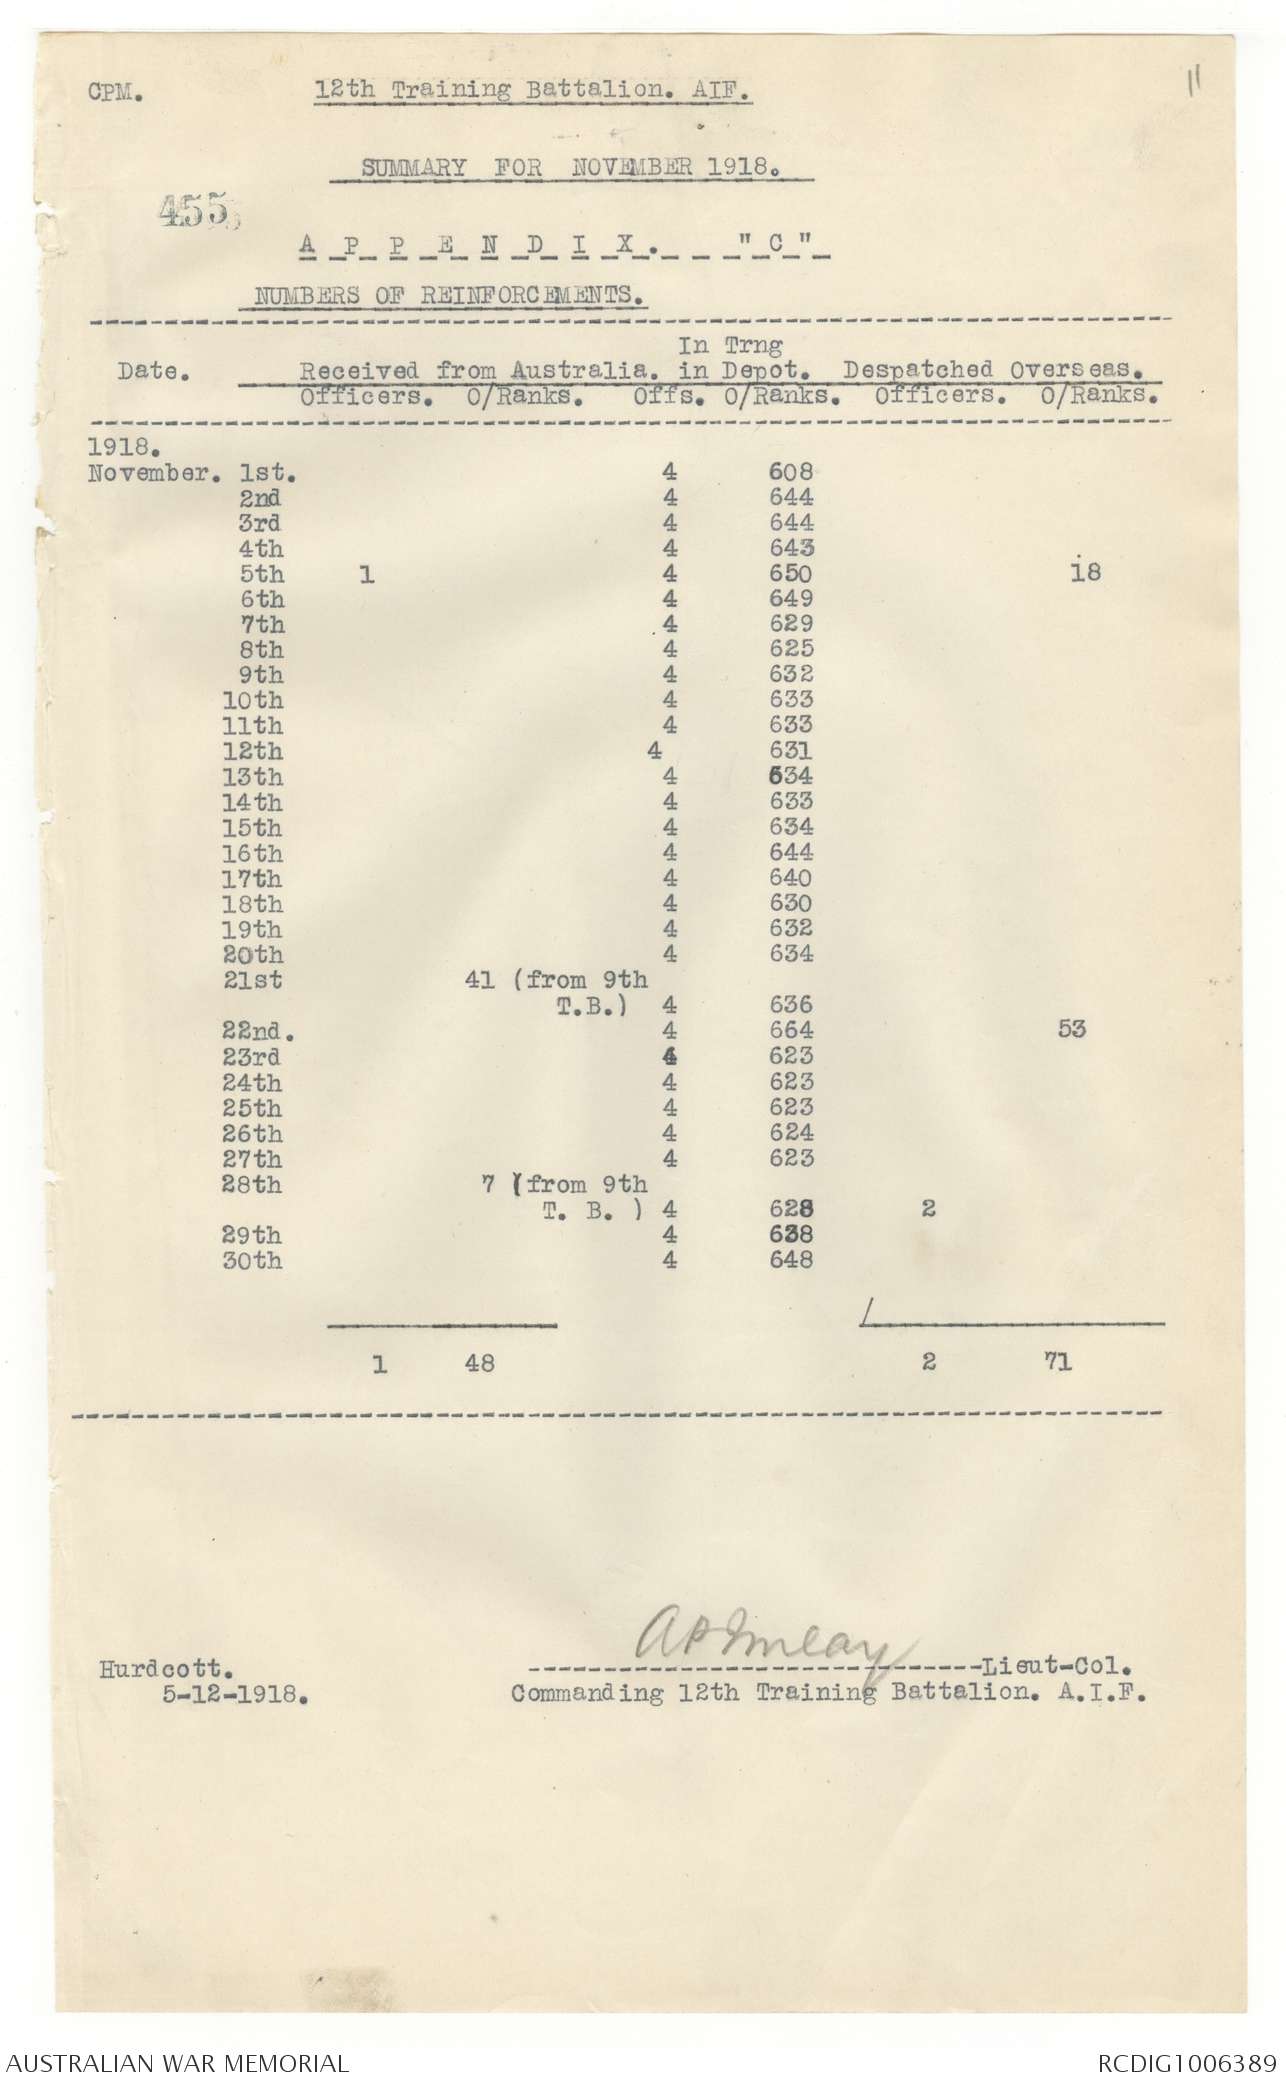 CPM. 12th Training Battalion. AIF. 11
SUMMARY FOR NOVEMBER 1918.
455
A P P E N D I X. "C"
NUMBERS OF REINFORCEMENTS.
In Trng
Date. Received from Australia. in Depot. Despatched Overseas.
Officers. O/Ranks. Offs. O/Ranks. Officers. O/Ranks.
1918.
November. 1st. 4 608
2nd 4 644
3rd 4 644
4th 4 643
5th 1 4 650 18
6th 4 649
7th 4 629
8th 4 625
9th 4 632
10th 4 633
11th 4 633
12th 4 631
13th 4 634
14th 4 633
15th 4 634
16th 4 644
17th 4 640
18th 4 630
19th 4 632
20th 4 634
21st 41 (from 9th
T.B.) 4 636
22nd. 4 664 53
23rd 4 623
24th 4 623
25th 4 623
26th 4 624
27th 4 623
28th 7 (from 9th
T. B. ) 4 628 2
29th 4 638
30th 4 648
1 48 2 71
AP Imlay
Hurdcott. Lieut-Col.
5-12-1918. Commanding 12th Training Battalion. A.I.F.
AUSTRALIAN WAR MEMORIAL RCDIG1006389